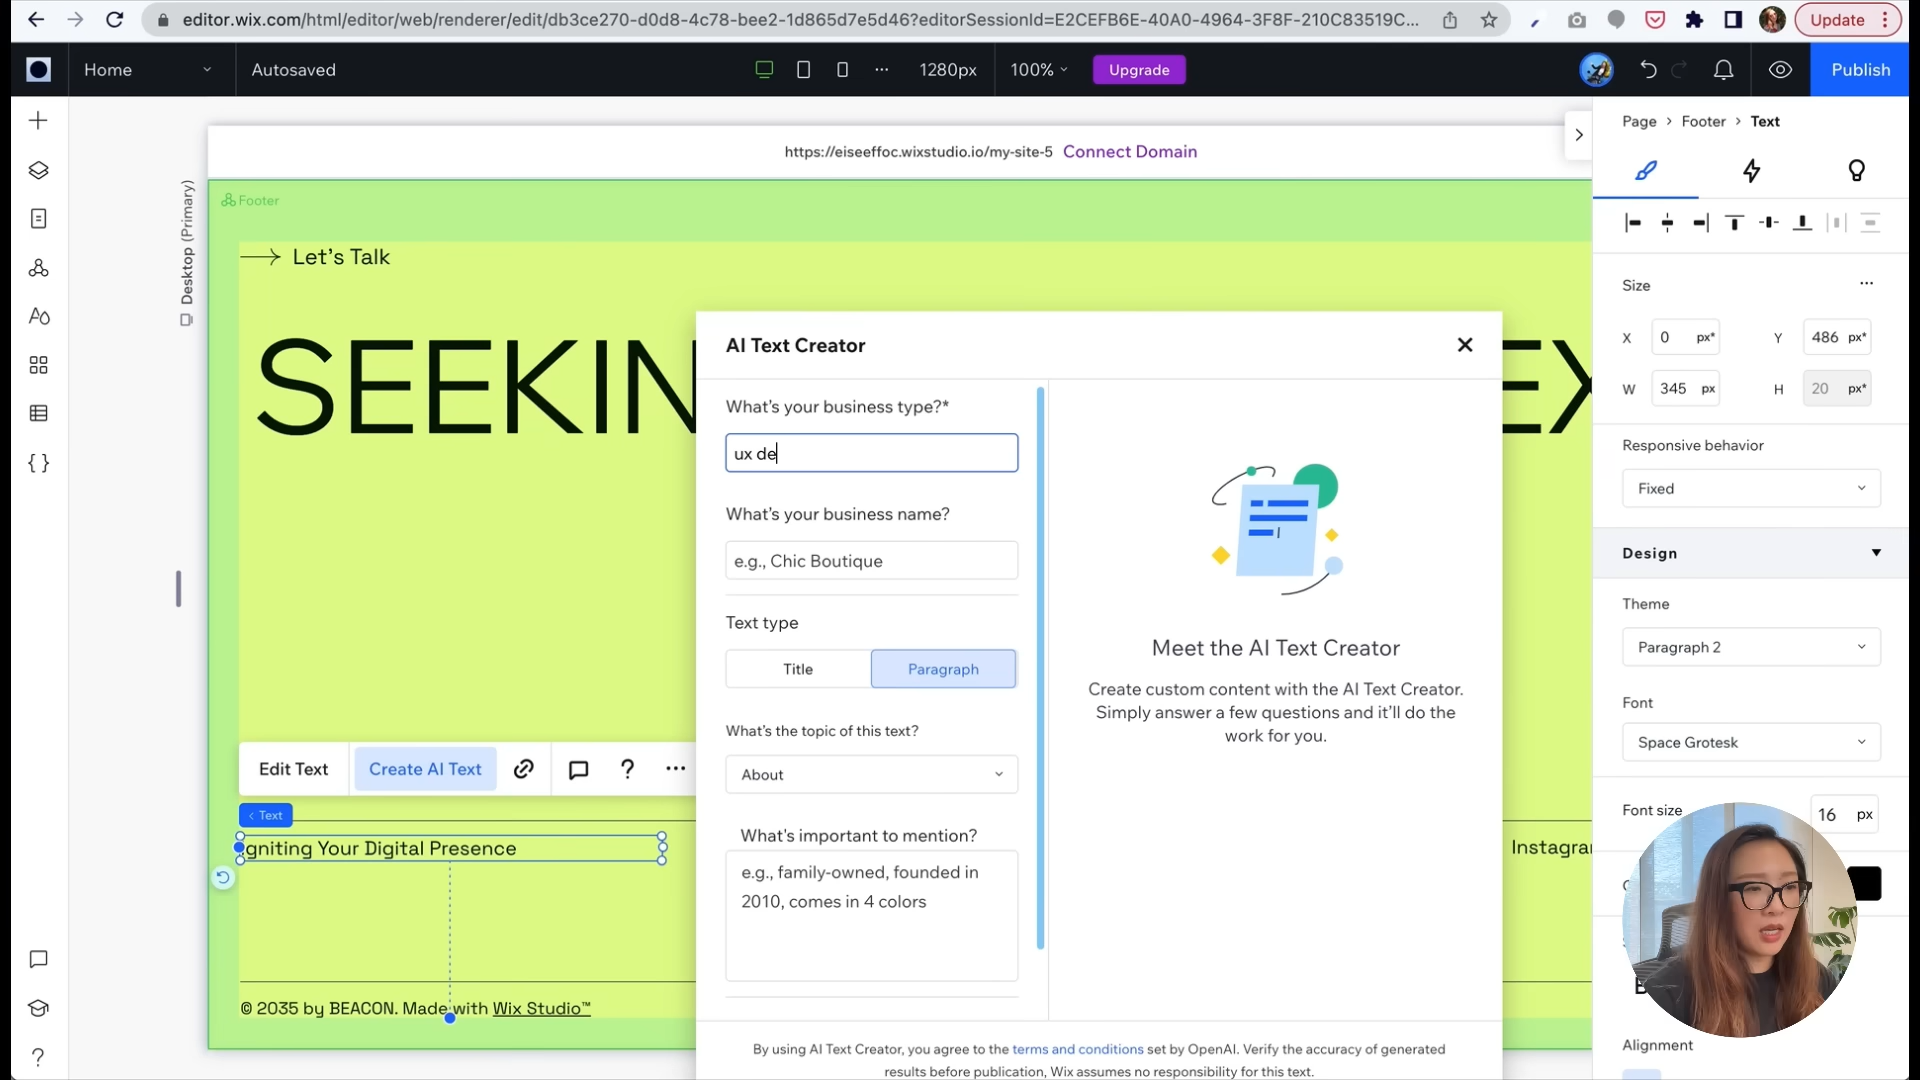 editor.wix.com/html/editor/web/renderer/edit/db3ce270-d0d8-4c78-bee2-1d865d7e5d46?editorSessionId=E2CEFB6E-40A0-4964-3F8F-210C83519C...
Update
Home
Autosaved
1280px
100%
Upgrade
Publish
https://eiseeffoc.wixstudio.io/my-site-5 Connect Domain
Page > Footer > Text
Desktop (Primary)
Footer
Let's Talk
SEEKIN
EX
AI Text Creator
What's your business type?*
ux de
What's your business name?
e.g., Chic Boutique
Text type
Title
Paragraph
What's the topic of this text?
About
What's important to mention?
e.g., family-owned, founded in
2010, comes in 4 colors
Meet the AI Text Creator
Create custom content with the AI Text Creator.
Simply answer a few questions and it'll do the
work for you.
By using AI Text Creator, you agree to the terms and conditions set by OpenAI. Verify the accuracy of generated
results before publication, Wix assumes no responsibility for this text.
Edit Text
Create AI Text
< Text
gniting Your Digital Presence
Instagra
© 2035 by BEACON. Made with Wix Studio™
Size
X 0 px*
Y 486 px*
W 345 px
H 20 px*
Responsive behavior
Fixed
Design
Theme
Paragraph 2
Font
Space Grotesk
Font size
16 px
Alignment